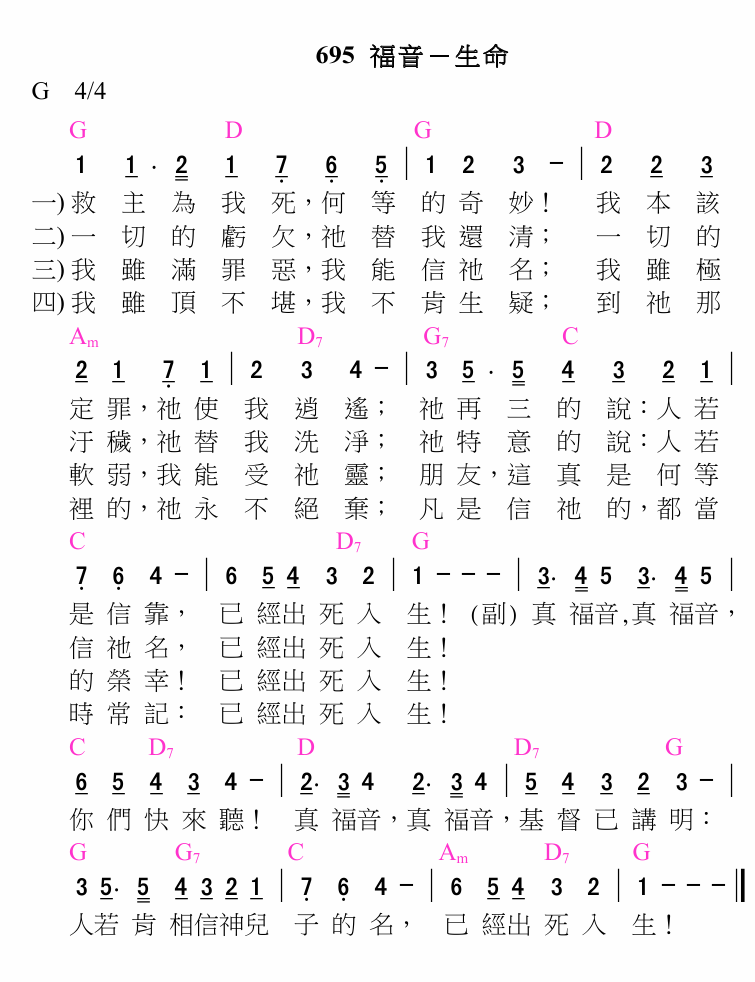 695 福音－生命
G 4/4
G D G D
1 1 . 2 1 7 6 5 | 1 2 3 － | 2 2 3
一) 救 主 為 我 死，何 等 的 奇 妙！ 我 本 該
二) 一 切 的 虧 欠，祂 替 我 還 清； 一 切 的
三) 我 雖 滿 罪 惡，我 能 信 祂 名； 我 雖 極
四) 我 雖 頂 不 堪，我 不 肯 生 疑； 到 祂 那
Am D7 G7 C
2 1 7 1 | 2 3 4 － | 3 5 . 5 4 3 2 1 |
定 罪，祂 使 我 逍 遙； 祂 再 三 的 說：人 若
汙 穢，祂 替 我 洗 淨； 祂 特 意 的 說：人 若
軟 弱，我 能 受 祂 靈； 朋 友，這 真 是 何 等
裡 的，祂 永 不 絕 棄； 凡 是 信 祂 的，都 當
C D7 G
7 6 4 － | 6 5 4 3 2 | 1 － － － | 3. 4 5 3. 4 5 |
是 信 靠， 已 經出 死 入 生！ (副) 真 福音,真 福音，
信 祂 名， 已 經出 死 入 生！
的 榮 幸！ 已 經出 死 入 生！
時 常 記： 已 經出 死 入 生！
C D7 D D7 G
6 5 4 3 4 － | 2. 3 4 2. 3 4 | 5 4 3 2 3 － |
你 們 快 來 聽！ 真 福音，真 福音，基 督 已 講 明：
G G7 C Am D7 G
3 5. 5 4 3 2 1 | 7 6 4 － | 6 5 4 3 2 | 1 － － － ‖
人若 肯 相信神兒 子 的 名， 已 經出 死 入 生！